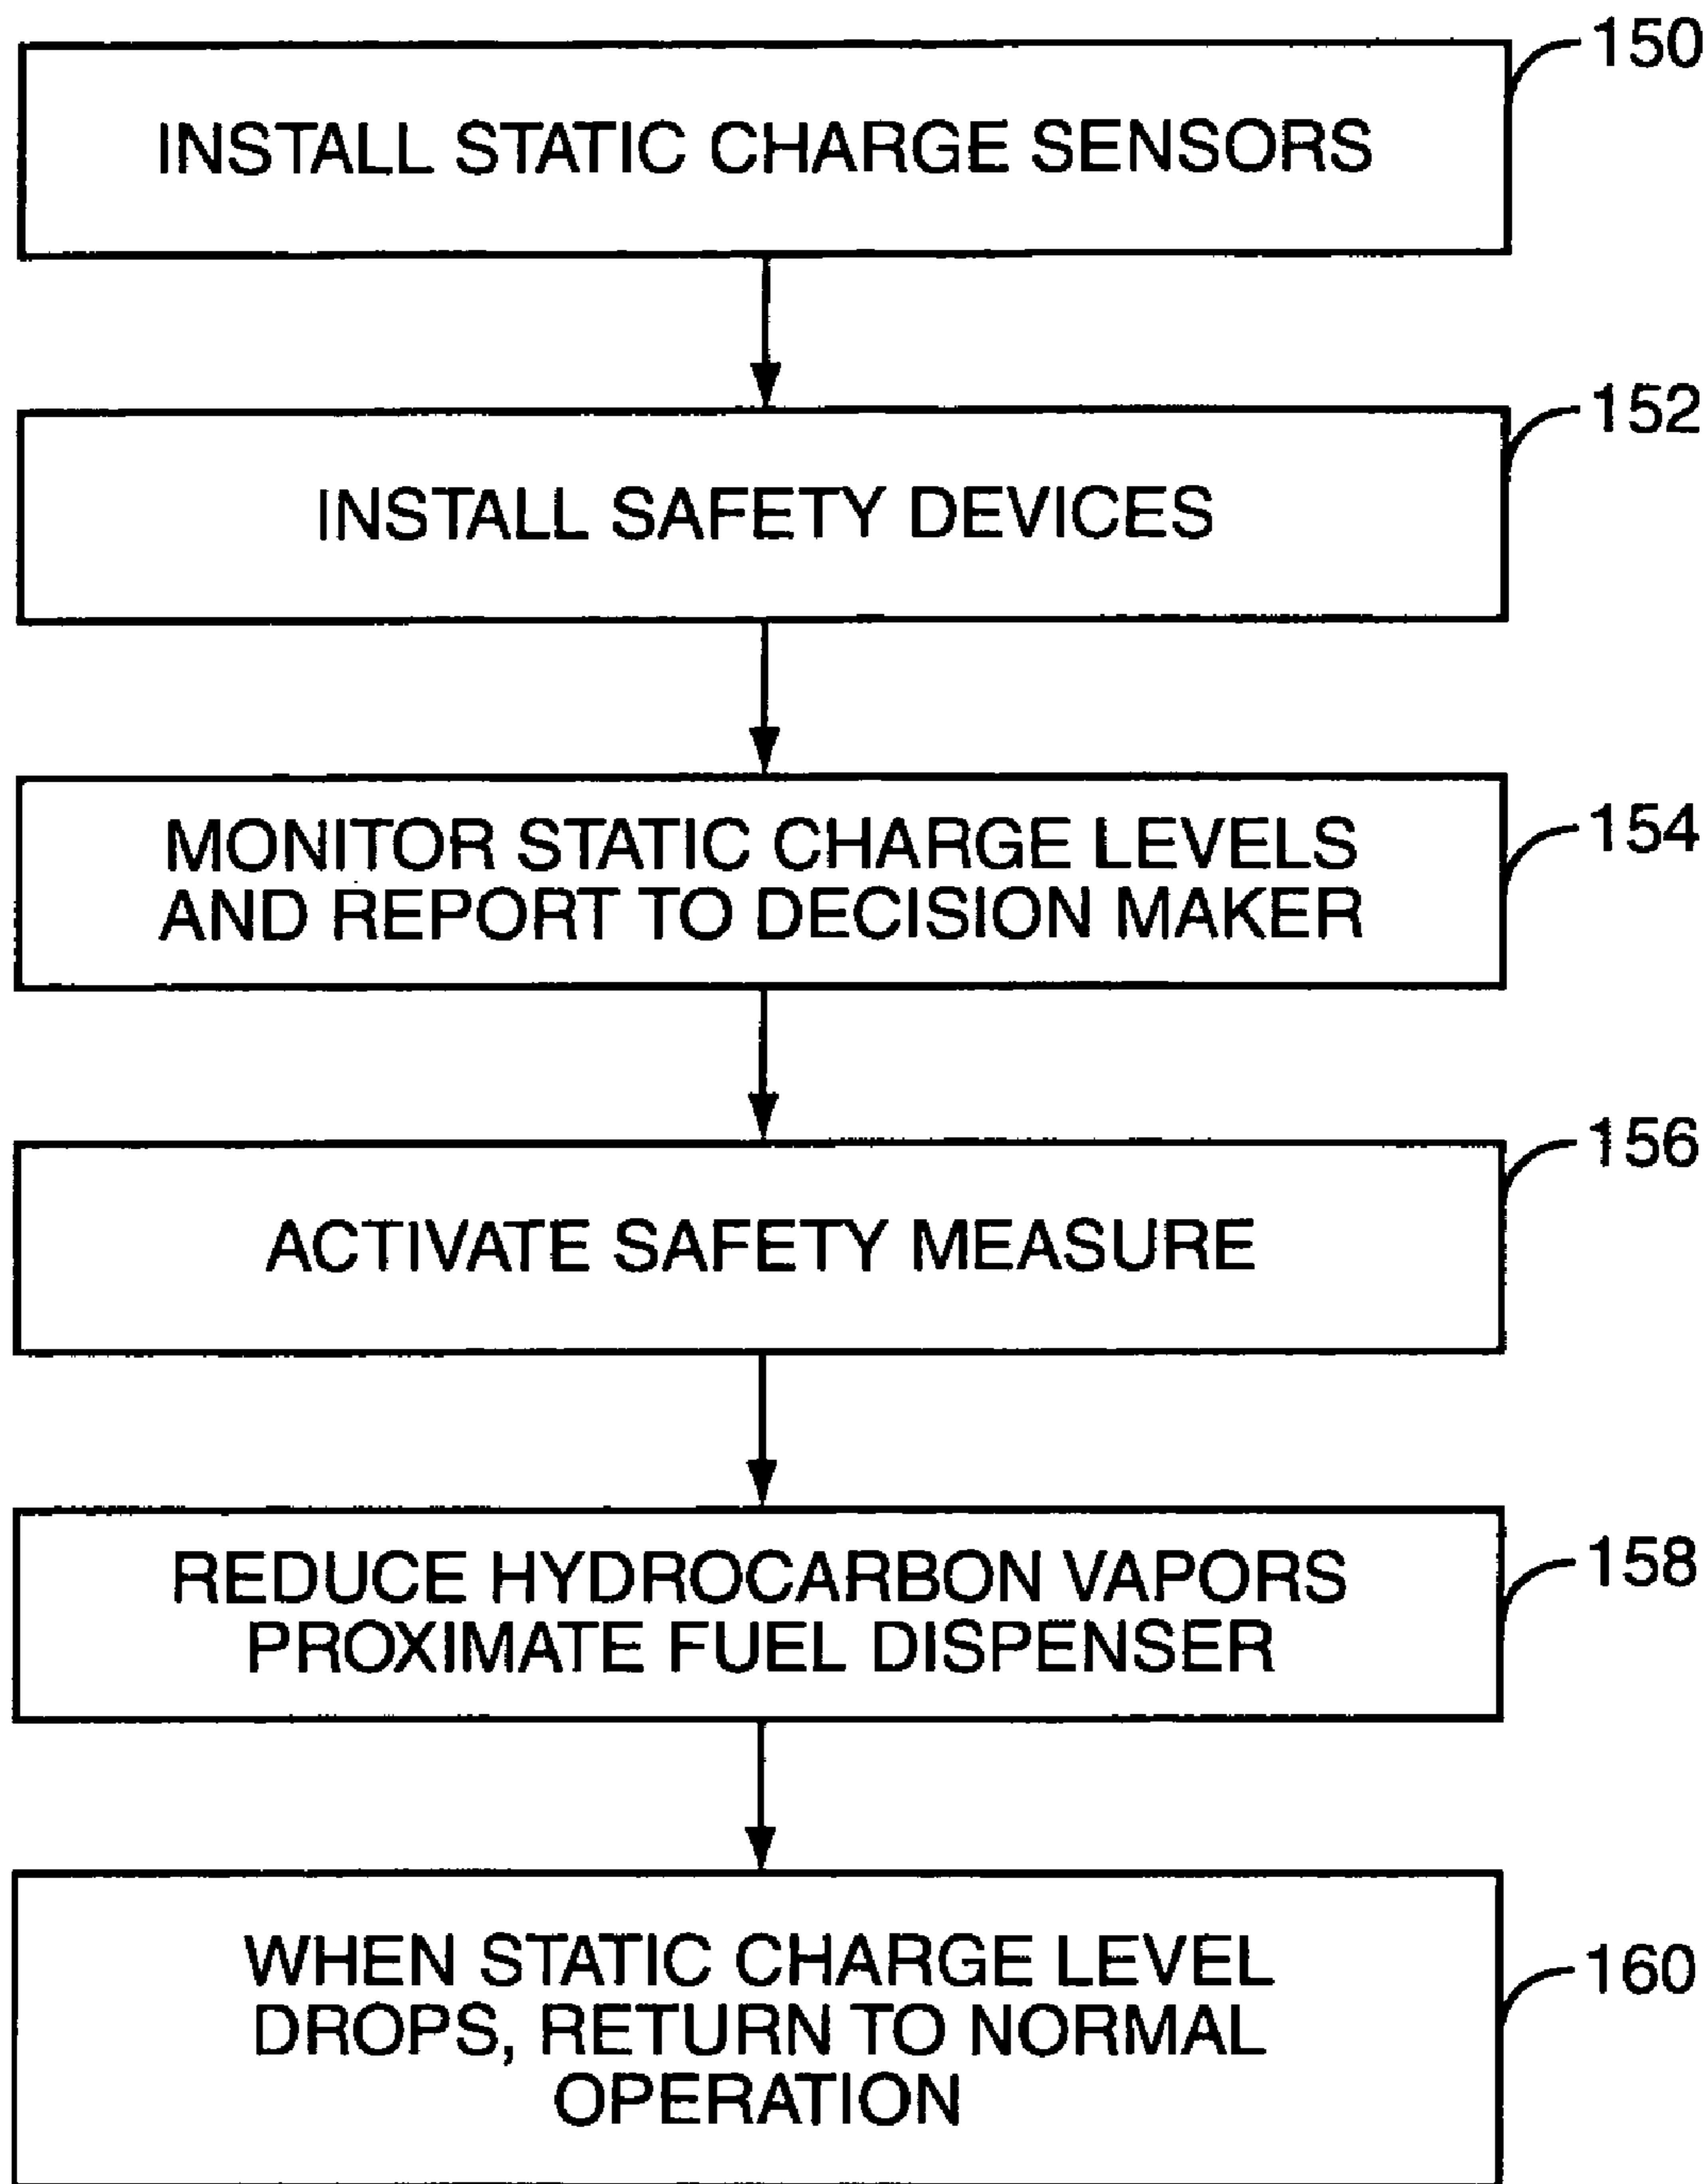 150
INSTALL STATIC CHARGE SENSORS
152
INSTALL SAFETY DEVICES
154
MONITOR STATIC CHARGE LEVELS
AND REPORT TO DECISION MAKER
156
ACTIVATE SAFETY MEASURE
158
REDUCE HYDROCARBON VAPORS
PROXIMATE FUEL DISPENSER
160
WHEN STATIC CHARGE LEVEL
DROPS, RETURN TO NORMAL
OPERATION